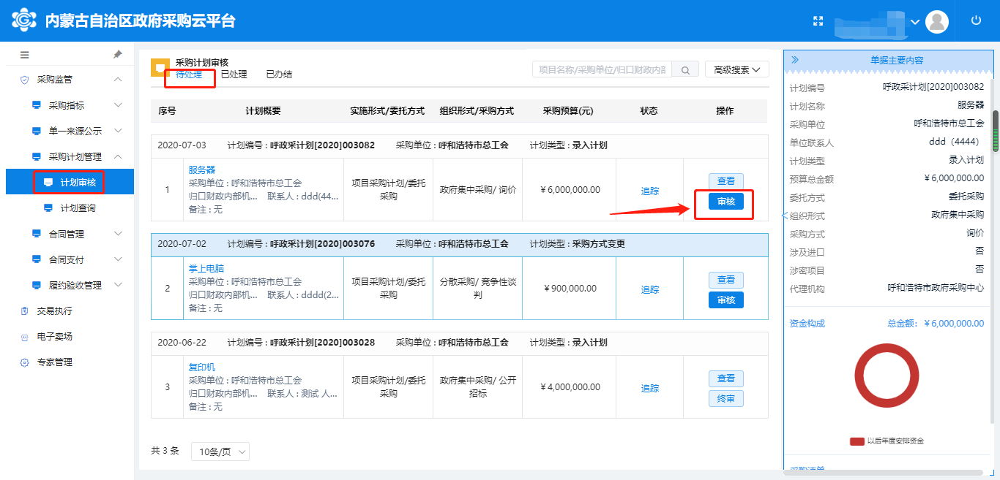 内蒙古自治区政府采购云平台
采购监管
采购指标
单一来源公示
采购计划管理
计划审核
计划查询
合同管理
合同支付
履约验收管理
交易执行
电子卖场
专家管理
采购计划审核
待处理 已处理 已办结
项目名称/采购单位/归口财政内部 高级搜索
序号 计划概要 实施形式/委托方式 组织形式/采购方式 采购预算(元) 状态 操作
2020-07-03 计划编号 : 呼政采计划[2020]003082 采购单位 : 呼和浩特市总工会 计划类型 : 录入计划
1
服务器
采购单位 : 呼和浩特市总工会
归口财政内部机... 联系人 : ddd(44...
备注 : 无
项目采购计划/委托
采购
政府集中采购/ 询价
￥6,000,000.00
追踪
查看
审核
2020-07-02 计划编号 : 呼政采计划[2020]003076 采购单位 : 呼和浩特市总工会 计划类型 : 采购方式变更
2
掌上电脑
采购单位 : 呼和浩特市总工会
归口财政内部机... 联系人 : dddd(2...
备注 : 无
项目采购计划/委托
采购
分散采购/ 竞争性谈
判
￥900,000.00
追踪
查看
审核
2020-06-22 计划编号 : 呼政采计划[2020]003028 采购单位 : 呼和浩特市总工会 计划类型 : 录入计划
3
复印机
采购单位 : 呼和浩特市总工会
归口财政内部机... 联系人 : 测试 人...
备注 : 无
项目采购计划/委托
采购
政府集中采购/ 公开
招标
￥4,000,000.00
追踪
查看
终审
共 3 条 10条/页
单据主要内容
计划编号 呼政采计划[2020]003082
计划名称 服务器
采购单位 呼和浩特市总工会
单位联系人 ddd（4444）
计划类型 录入计划
预算总金额 ￥6,000,000.00
委托方式 委托采购
组织形式 政府集中采购
采购方式 询价
涉及进口 否
涉密项目 否
代理机构 呼和浩特市政府采购中心
资金构成 总金额: ￥6,000,000.00
以后年度安排资金
采购清单